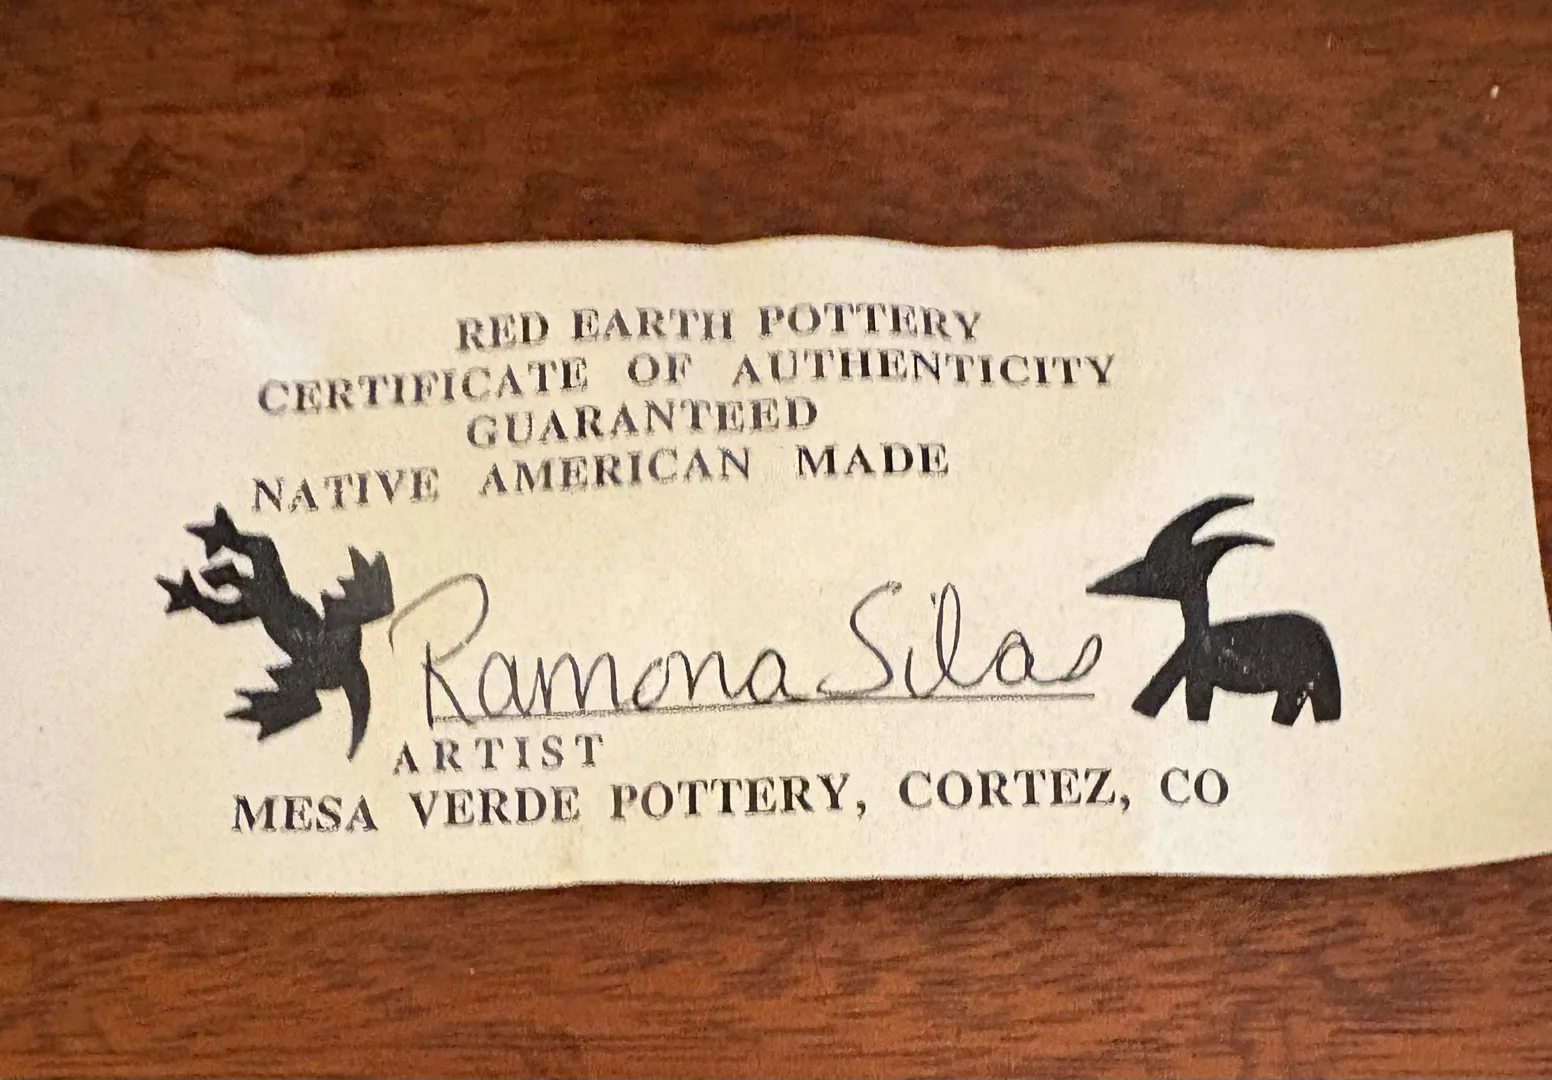 RED EARTH POTTERY
CERTIFICATE OF AUTHENTICITY
GUARANTEED
NATIVE AMERICAN MADE
Ramona Silas
ARTIST
MESA VERDE POTTERY, CORTEZ, CO